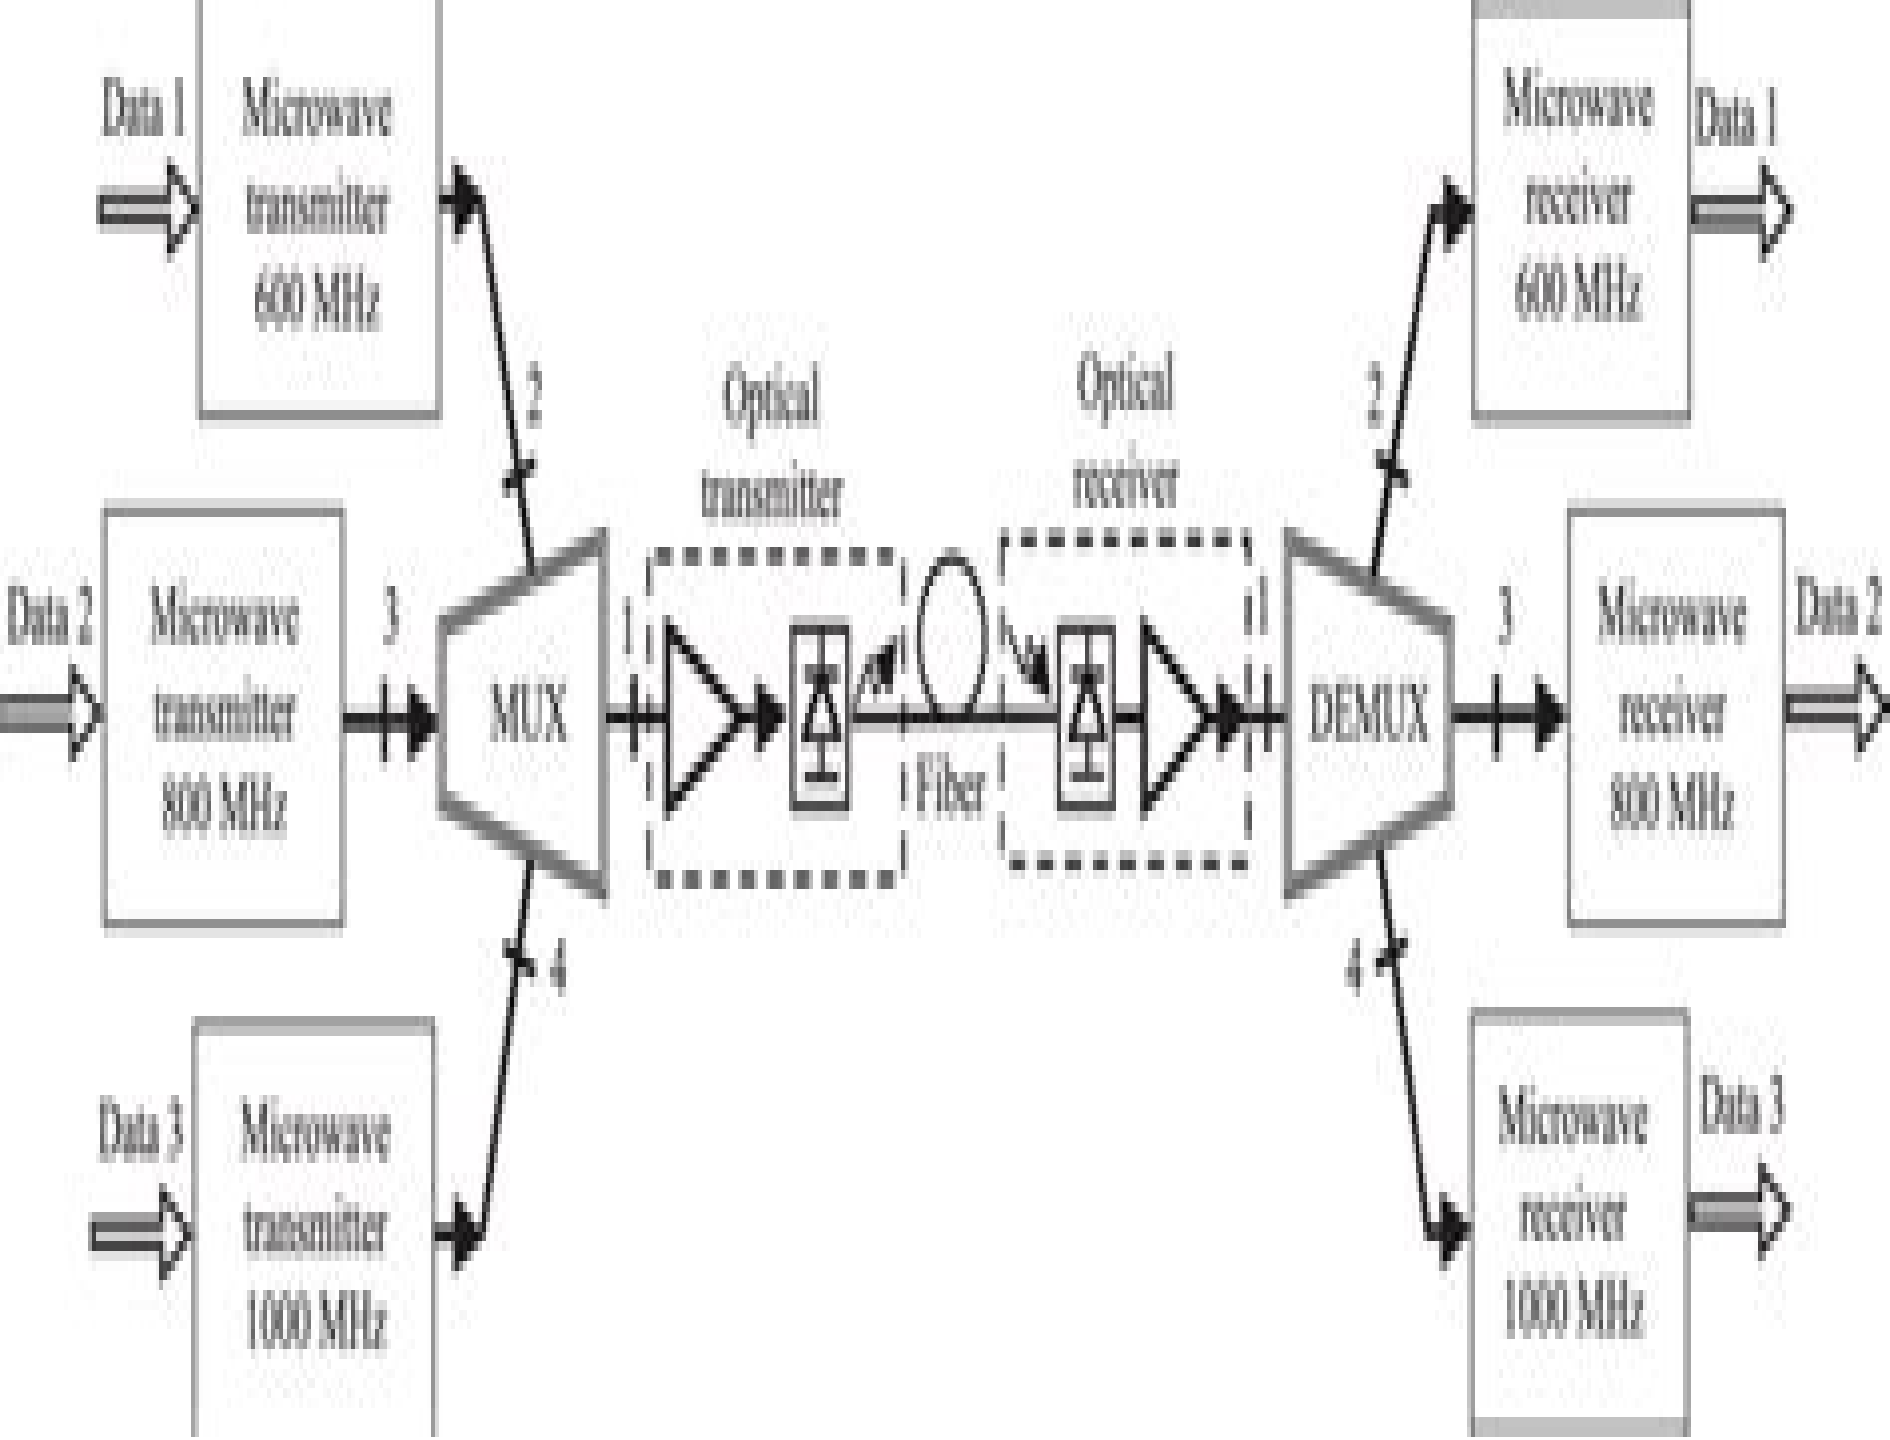 Data 1
Microwave
transmitter
600 MHz
2
Data 2
Microwave
transmitter
800 MHz
3
MUX
1
Data 3
Microwave
transmitter
1000 MHz
4
Optical
transmitter
Fiber
Optical
receiver
1
DEMUX
2
Microwave
receiver
600 MHz
Data 1
3
Microwave
receiver
800 MHz
Data 2
4
Microwave
receiver
1000 MHz
Data 3